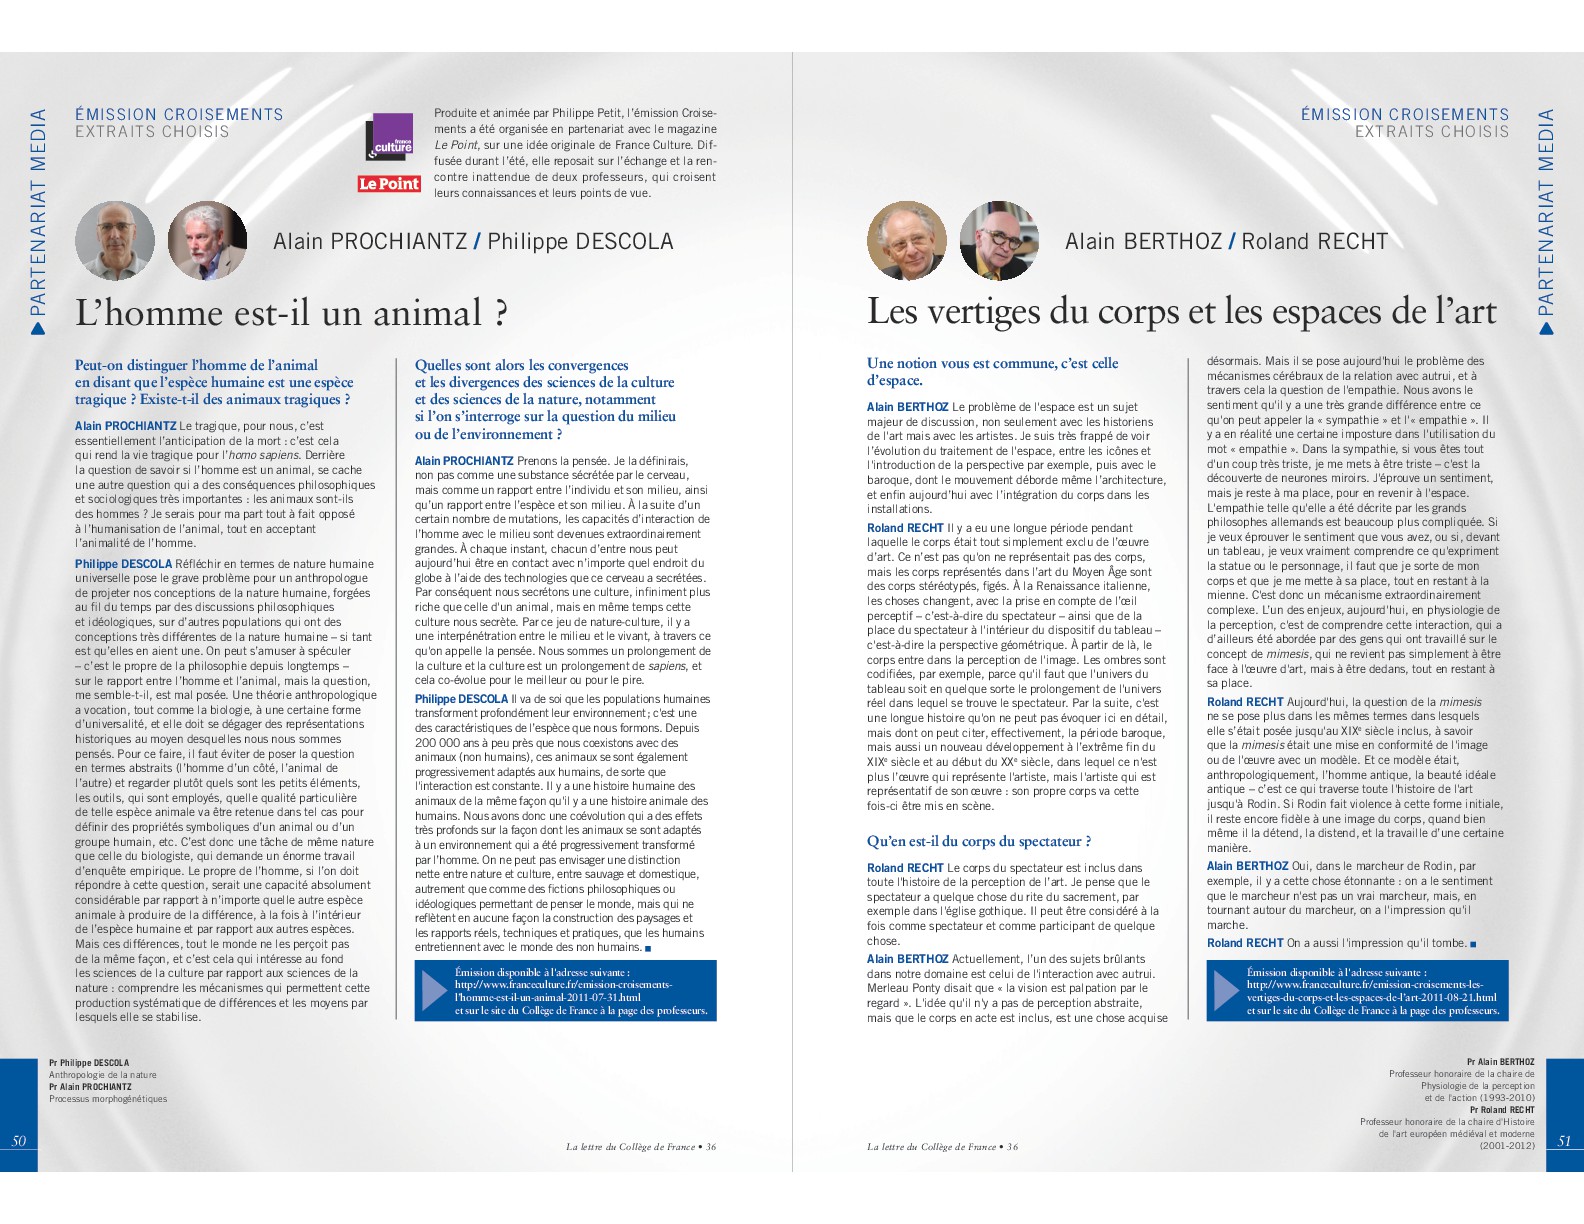 PARTENARIAT MEDIA
ÉMISSION CROISEMENTS
EXTRAITS CHOISIS
france
culture
Le Point
Produite et animée par Philippe Petit, l'émission Croise-
ments a été organisée en partenariat avec le magazine
Le Point, sur une idée originale de France Culture. Dif-
fusée durant l'été, elle reposait sur l'échange et la ren-
contre inattendue de deux professeurs, qui croisent
leurs connaissances et leurs points de vue.
Alain PROCHIANTZ / Philippe DESCOLA
L'homme est-il un animal ?
Peut-on distinguer l'homme de l'animal
en disant que l'espèce humaine est une espèce
tragique ? Existe-t-il des animaux tragiques ?
Alain PROCHIANTZ Le tragique, pour nous, c'est
essentiellement l'anticipation de la mort : c'est cela
qui rend la vie tragique pour l'homo sapiens. Derrière
la question de savoir si l'homme est un animal, se cache
une autre question qui a des conséquences philosophiques
et sociologiques très importantes : les animaux sont-ils
des hommes ? Je serais pour ma part tout à fait opposé
à l'humanisation de l'animal, tout en acceptant
l'animalité de l'homme.
Philippe DESCOLA Réfléchir en termes de nature humaine
universelle pose le grave problème pour un anthropologue
de projeter nos conceptions de la nature humaine, forgées
au fil du temps par des discussions philosophiques
et idéologiques, sur d'autres populations qui ont des
conceptions très différentes de la nature humaine – si tant
est qu'elles en aient une. On peut s'amuser à spéculer
– c'est le propre de la philosophie depuis longtemps –
sur le rapport entre l'homme et l'animal, mais la question,
me semble-t-il, est mal posée. Une théorie anthropologique
a vocation, tout comme la biologie, à une certaine forme
d'universalité, et elle doit se dégager des représentations
historiques au moyen desquelles nous nous sommes
pensés. Pour ce faire, il faut éviter de poser la question
en termes abstraits (l'homme d'un côté, l'animal de
l'autre) et regarder plutôt quels sont les petits éléments,
les outils, qui sont employés, quelle qualité particulière
de telle espèce animale va être retenue dans tel cas pour
définir des propriétés symboliques d'un animal ou d'un
groupe humain, etc. C'est donc une tâche de même nature
que celle du biologiste, qui demande un énorme travail
d'enquête empirique. Le propre de l'homme, si l'on doit
répondre à cette question, serait une capacité absolument
considérable par rapport à n'importe quelle autre espèce
animale à produire de la différence, à la fois à l'intérieur
de l'espèce humaine et par rapport aux autres espèces.
Mais ces différences, tout le monde ne les perçoit pas
de la même façon, et c'est cela qui intéresse au fond
les sciences de la culture par rapport aux sciences de la
nature : comprendre les mécanismes qui permettent cette
production systématique de différences et les moyens par
lesquels elle se stabilise.
Quelles sont alors les convergences
et les divergences des sciences de la culture
et des sciences de la nature, notamment
si l'on s'interroge sur la question du milieu
ou de l'environnement ?
Alain PROCHIANTZ Prenons la pensée. Je la définirais,
non pas comme une substance sécrétée par le cerveau,
mais comme un rapport entre l'individu et son milieu, ainsi
qu'un rapport entre l'espèce et son milieu. À la suite d'un
certain nombre de mutations, les capacités d'interaction de
l'homme avec le milieu sont devenues extraordinairement
grandes. À chaque instant, chacun d'entre nous peut
aujourd'hui être en contact avec n'importe quel endroit du
globe à l'aide des technologies que ce cerveau a secrétées.
Par conséquent nous secrétons une culture, infiniment plus
riche que celle d'un animal, mais en même temps cette
culture nous secrète. Par ce jeu de nature-culture, il y a
une interpénétration entre le milieu et le vivant, à travers ce
qu'on appelle la pensée. Nous sommes un prolongement de
la culture et la culture est un prolongement de sapiens, et
cela co-évolue pour le meilleur ou pour le pire.
Philippe DESCOLA Il va de soi que les populations humaines
transforment profondément leur environnement ; c'est une
des caractéristiques de l'espèce que nous formons. Depuis
200 000 ans à peu près que nous coexistons avec des
animaux (non humains), ces animaux se sont également
progressivement adaptés aux humains, de sorte que
l'interaction est constante. Il y a une histoire humaine des
animaux de la même façon qu'il y a une histoire animale des
humains. Nous avons donc une coévolution qui a des effets
très profonds sur la façon dont les animaux se sont adaptés
à un environnement qui a été progressivement transformé
par l'homme. On ne peut pas envisager une distinction
nette entre nature et culture, entre sauvage et domestique,
autrement que comme des fictions philosophiques ou
idéologiques permettant de penser le monde, mais qui ne
reflètent en aucune façon la construction des paysages et
les rapports réels, techniques et pratiques, que les humains
entretiennent avec le monde des non humains.
Émission disponible à l'adresse suivante :
http://www.franceculture.fr/emission-croisements-
l'homme-est-il-un-animal-2011-07-31.html
et sur le site du Collège de France à la page des professeurs.
Pr Philippe DESCOLA
Anthropologie de la nature
Pr Alain PROCHIANTZ
Processus morphogénétiques
50
La lettre du Collège de France • 36
ÉMISSION CROISEMENTS
EXTRAITS CHOISIS
PARTENARIAT MEDIA
Alain BERTHOZ / Roland RECHT
Les vertiges du corps et les espaces de l'art
Une notion vous est commune, c'est celle
d'espace.
Alain BERTHOZ Le problème de l'espace est un sujet
majeur de discussion, non seulement avec les historiens
de l'art mais avec les artistes. Je suis très frappé de voir
l'évolution du traitement de l'espace, entre les icônes et
l'introduction de la perspective par exemple, puis avec le
baroque, dont le mouvement déborde même l'architecture,
et enfin aujourd'hui avec l'intégration du corps dans les
installations.
Roland RECHT Il y a eu une longue période pendant
laquelle le corps était tout simplement exclu de l'œuvre
d'art. Ce n'est pas qu'on ne représentait pas des corps,
mais les corps représentés dans l'art du Moyen Âge sont
des corps stéréotypés, figés. À la Renaissance italienne,
les choses changent, avec la prise en compte de l'œil
perceptif – c'est-à-dire du spectateur – ainsi que de la
place du spectateur à l'intérieur du dispositif du tableau –
c'est-à-dire la perspective géométrique. À partir de là, le
corps entre dans la perception de l'image. Les ombres sont
codifiées, par exemple, parce qu'il faut que l'univers du
tableau soit en quelque sorte le prolongement de l'univers
réel dans lequel se trouve le spectateur. Par la suite, c'est
une longue histoire qu'on ne peut pas évoquer ici en détail,
mais dont on peut citer, effectivement, la période baroque,
mais aussi un nouveau développement à l'extrême fin du
XIXe siècle et au début du XXe siècle, dans lequel ce n'est
plus l'œuvre qui représente l'artiste, mais l'artiste qui est
représentatif de son œuvre : son propre corps va cette
fois-ci être mis en scène.
Qu'en est-il du corps du spectateur ?
Roland RECHT Le corps du spectateur est inclus dans
toute l'histoire de la perception de l'art. Je pense que le
spectateur a quelque chose du rite du sacrement, par
exemple dans l'église gothique. Il peut être considéré à la
fois comme spectateur et comme participant de quelque
chose.
Alain BERTHOZ Actuellement, l'un des sujets brûlants
dans notre domaine est celui de l'interaction avec autrui.
Merleau Ponty disait que « la vision est palpation par le
regard ». L'idée qu'il n'y a pas de perception abstraite,
mais que le corps en acte est inclus, est une chose acquise
désormais. Mais il se pose aujourd'hui le problème des
mécanismes cérébraux de la relation avec autrui, et à
travers cela la question de l'empathie. Nous avons le
sentiment qu'il y a une très grande différence entre ce
qu'on peut appeler la « sympathie » et l'« empathie ». Il
y a en réalité une certaine imposture dans l'utilisation du
mot « empathie ». Dans la sympathie, si vous êtes tout
d'un coup très triste, je me mets à être triste – c'est la
découverte de neurones miroirs. J'éprouve un sentiment,
mais je reste à ma place, pour en revenir à l'espace.
L'empathie telle qu'elle a été décrite par les grands
philosophes allemands est beaucoup plus compliquée. Si
je veux éprouver le sentiment que vous avez, ou si, devant
un tableau, je veux vraiment comprendre ce qu'expriment
la statue ou le personnage, il faut que je sorte de mon
corps et que je me mette à sa place, tout en restant à la
mienne. C'est donc un mécanisme extraordinairement
complexe. L'un des enjeux, aujourd'hui, en physiologie de
la perception, c'est de comprendre cette interaction, qui a
d'ailleurs été abordée par des gens qui ont travaillé sur le
concept de mimesis, qui ne revient pas simplement à être
face à l'œuvre d'art, mais à être dedans, tout en restant à
sa place.
Roland RECHT Aujourd'hui, la question de la mimesis
ne se pose plus dans les mêmes termes dans lesquels
elle s'était posée jusqu'au XIXe siècle inclus, à savoir
que la mimesis était une mise en conformité de l'image
ou de l'œuvre avec un modèle. Et ce modèle était,
anthropologiquement, l'homme antique, la beauté idéale
antique – c'est ce qui traverse toute l'histoire de l'art
jusqu'à Rodin. Si Rodin fait violence à cette forme initiale,
il reste encore fidèle à une image du corps, quand bien
même il la détend, la distend, et la travaille d'une certaine
manière.
Alain BERTHOZ Oui, dans le marcheur de Rodin, par
exemple, il y a cette chose étonnante : on a le sentiment
que le marcheur n'est pas un vrai marcheur, mais, en
tournant autour du marcheur, on a l'impression qu'il
marche.
Roland RECHT On a aussi l'impression qu'il tombe.
Émission disponible à l'adresse suivante :
http://www.franceculture.fr/emission-croisements-les-
vertiges-du-corps-et-les-espaces-de-l'art-2011-08-21.html
et sur le site du Collège de France à la page des professeurs.
Pr Alain BERTHOZ
Professeur honoraire de la chaire de
Physiologie de la perception
et de l'action (1993-2010)
Pr Roland RECHT
Professeur honoraire de la chaire d'Histoire
de l'art européen médiéval et moderne
(2001-2012)
La lettre du Collège de France • 36
51